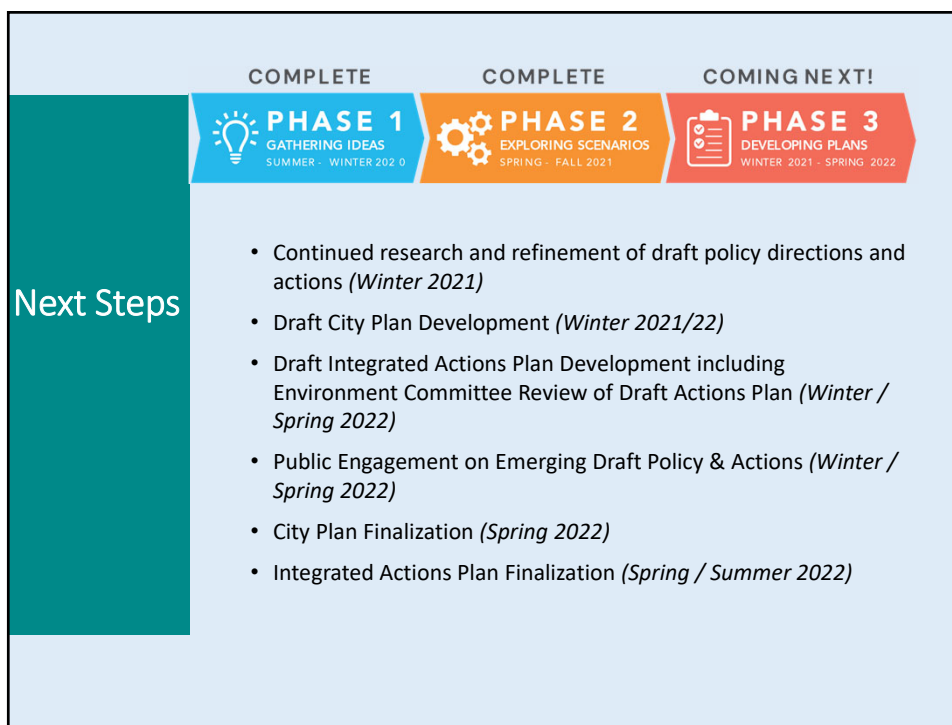 COMPLETE
COMPLETE
COMING NEXT!
PHASE 1
GATHERING IDEAS
SUMMER - WINTER 202 0
PHASE 2
EXPLORING SCENARIOS
SPRING - FALL 2021
PHASE 3
DEVELOPING PLANS
WINTER 2021 - SPRING 2022
Next Steps
• Continued research and refinement of draft policy directions and
actions (Winter 2021)
• Draft City Plan Development (Winter 2021/22)
• Draft Integrated Actions Plan Development including
Environment Committee Review of Draft Actions Plan (Winter /
Spring 2022)
• Public Engagement on Emerging Draft Policy & Actions (Winter /
Spring 2022)
• City Plan Finalization (Spring 2022)
• Integrated Actions Plan Finalization (Spring / Summer 2022)